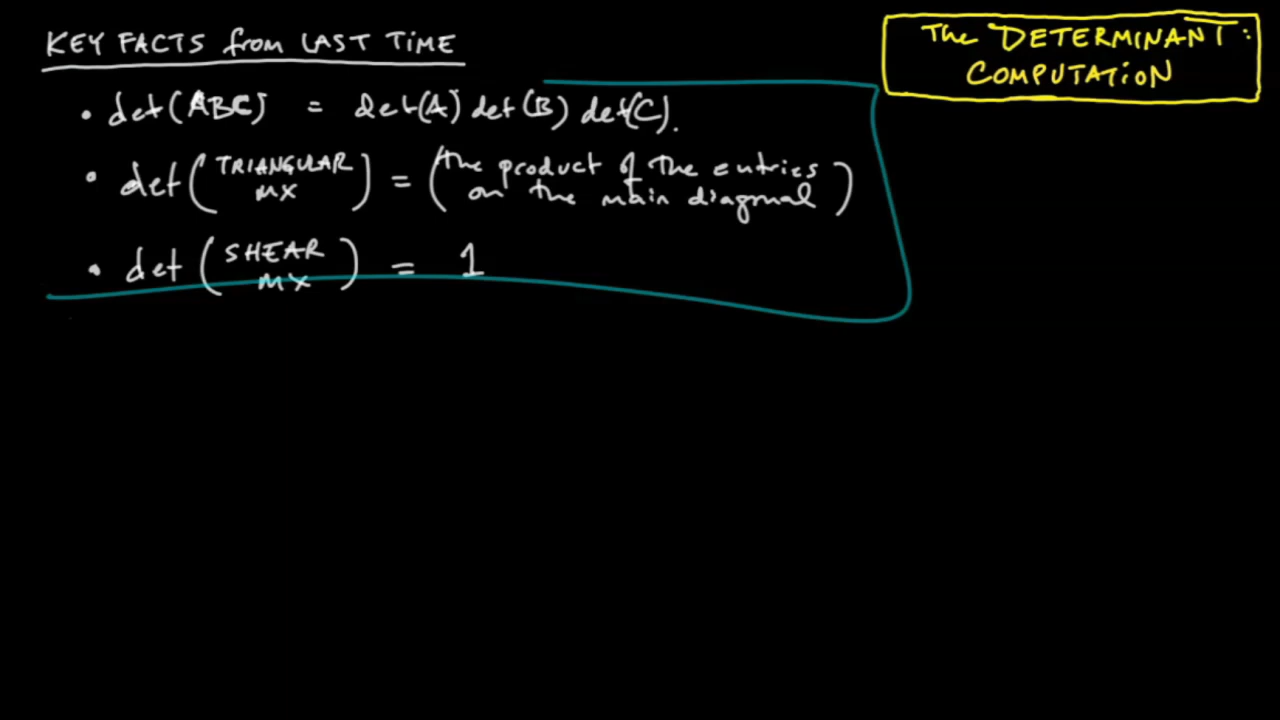 KEY FACTS from LAST TIME
The DETERMINANT:
COMPUTATION
• det(ABC) = det(A) det(B) det(C).
• det(TRIANGULAR MX) = (the product of the entries on the main diagonal)
• det(SHEAR MX) = 1